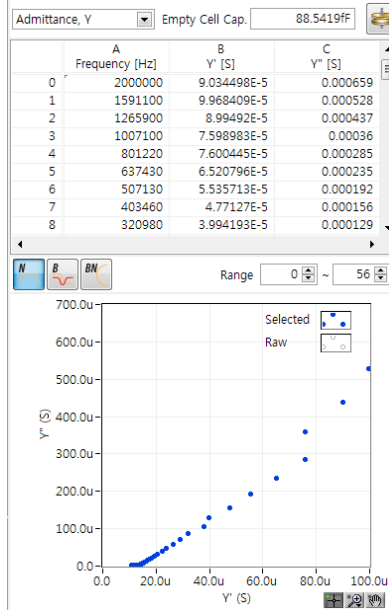 Admittance, Y Empty Cell Cap. 88.5419fF
A B C
Frequency [Hz] Y' [S] Y" [S]
0 2000000 9.034498E-5 0.000659
1 1591100 9.968409E-5 0.000528
2 1265900 8.99492E-5 0.000437
3 1007100 7.598983E-5 0.00036
4 801220 7.600445E-5 0.000285
5 637430 6.520796E-5 0.000235
6 507130 5.535713E-5 0.000192
7 403460 4.77127E-5 0.000156
8 320980 3.994193E-5 0.000129
N B BN Range 0 ~ 56
700.0u
Selected
Raw
600.0u
500.0u
400.0u
Y" (S)
300.0u
200.0u
100.0u
0.0
0.0 20.0u 40.0u 60.0u 80.0u 100.0u
Y' (S)